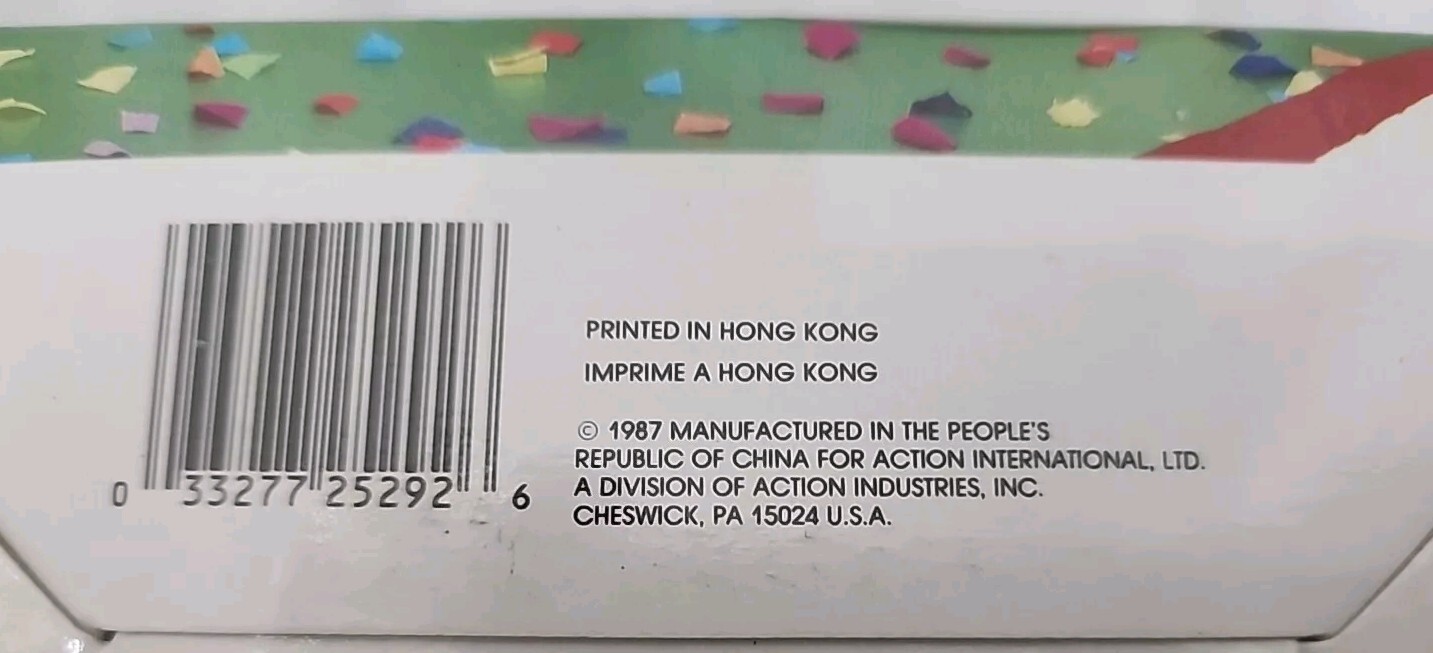 PRINTED IN HONG KONG
IMPRIME A HONG KONG
© 1987 MANUFACTURED IN THE PEOPLE'S
REPUBLIC OF CHINA FOR ACTION INTERNATIONAL, LTD.
A DIVISION OF ACTION INDUSTRIES, INC.
CHESWICK, PA 15024 U.S.A.
0 33277 25292 6